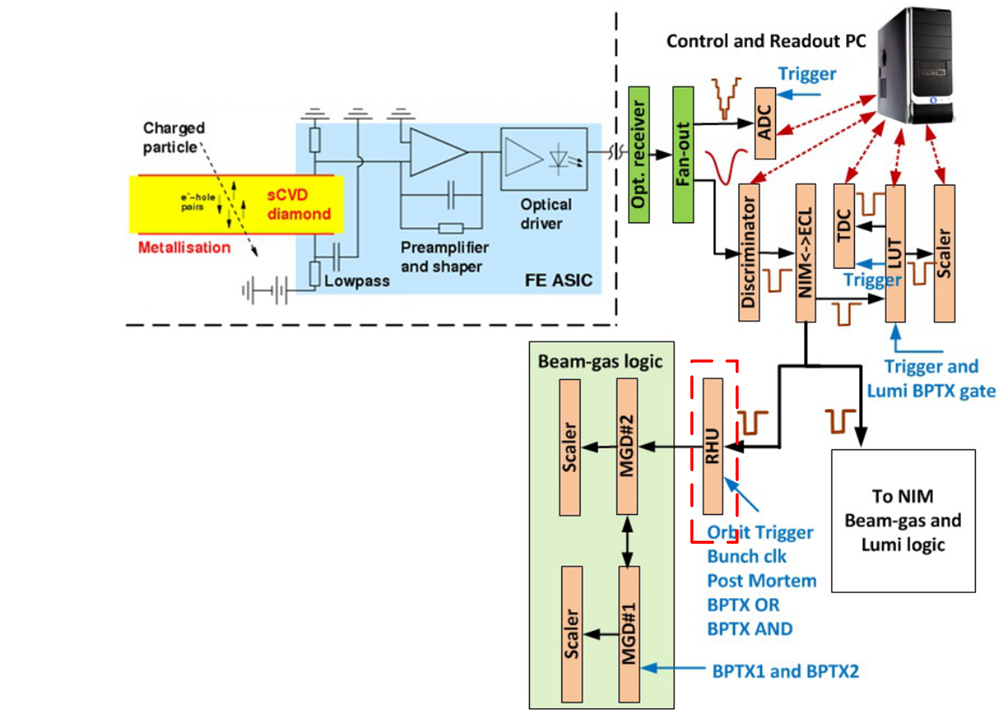 Control and Readout PC
Trigger
ADC
Opt. receiver
Fan-out
Charged
particle
e⁻-hole
pairs
sCVD
diamond
Metallisation
Lowpass
Preamplifier
and shaper
Optical
driver
FE ASIC
Discriminator
NIM<->ECL
TDC
Trigger
LUT
Scaler
Trigger and
Lumi BPTX gate
Beam-gas logic
Scaler
MGD#2
RHU
To NIM
Beam-gas and
Lumi logic
Orbit Trigger
Bunch clk
Post Mortem
BPTX OR
BPTX AND
Scaler
MGD#1
BPTX1 and BPTX2